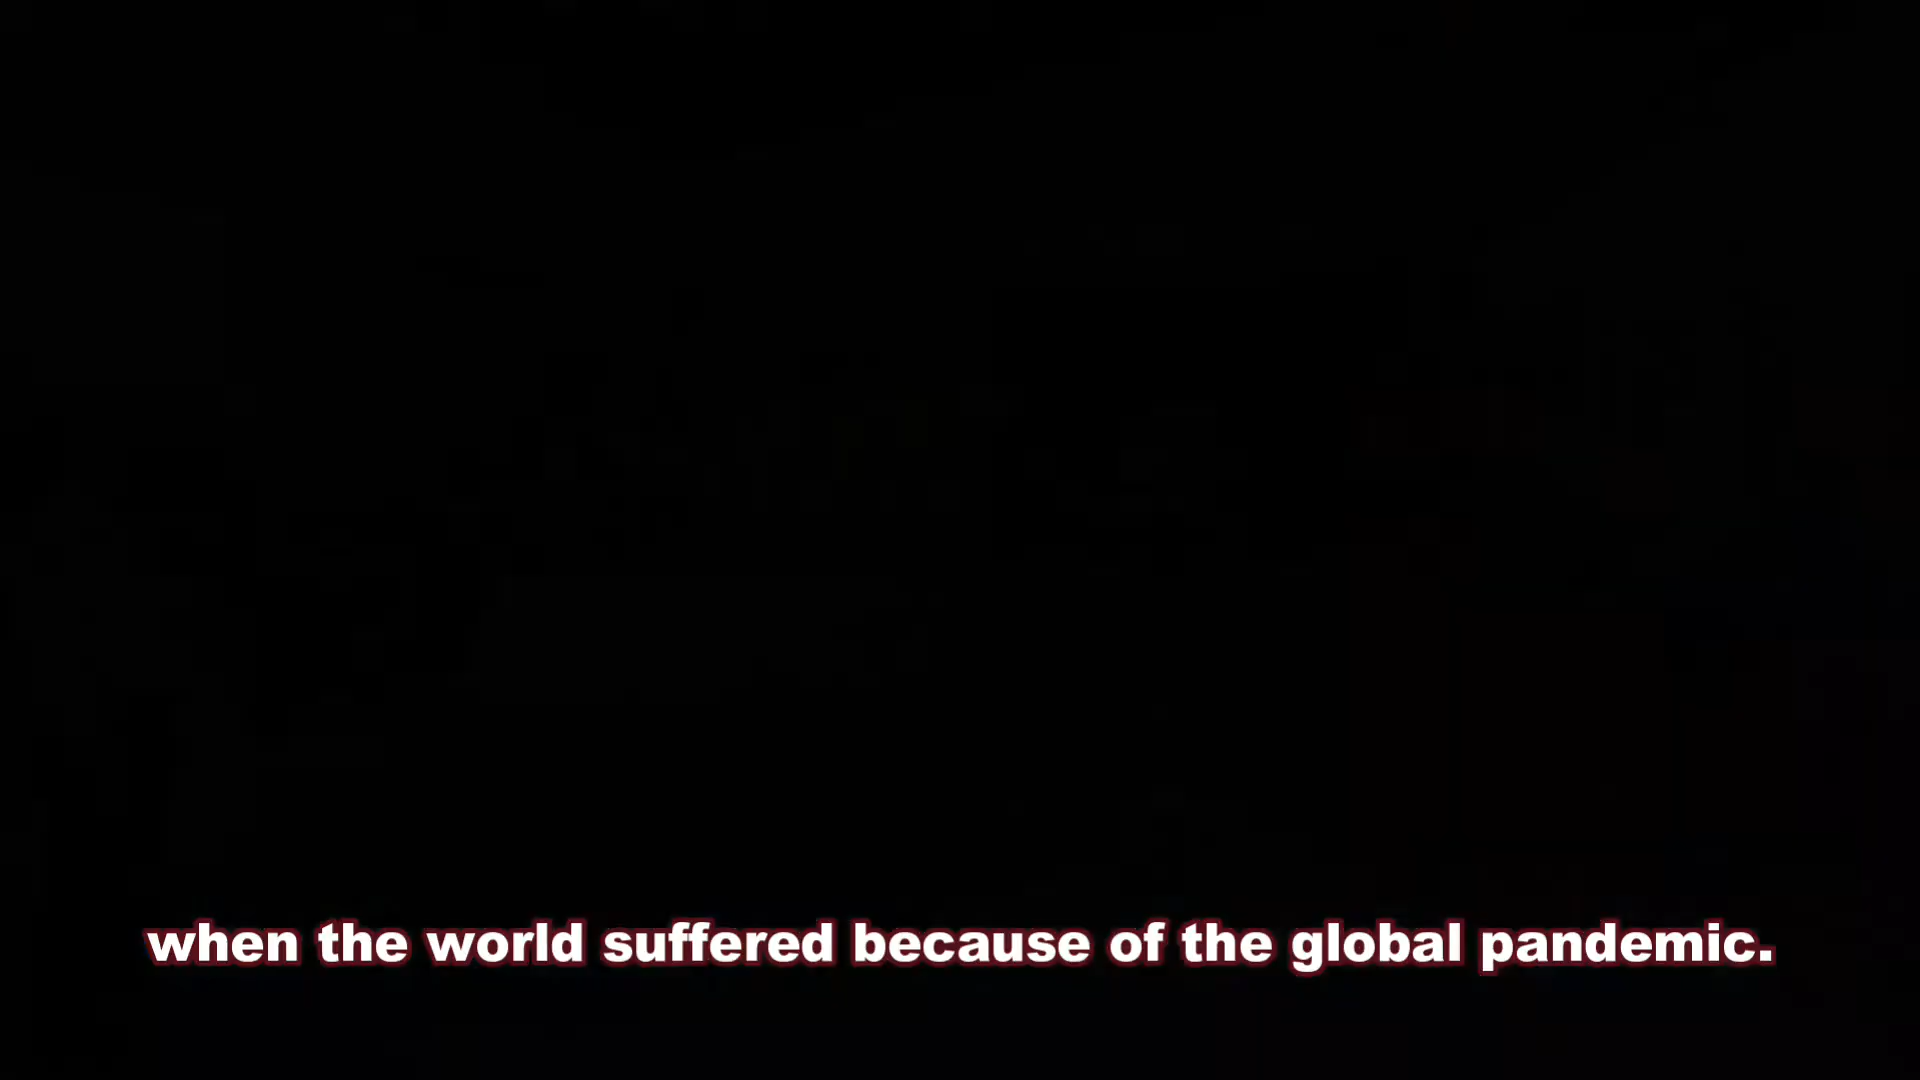 when the world suffered because of the global pandemic.